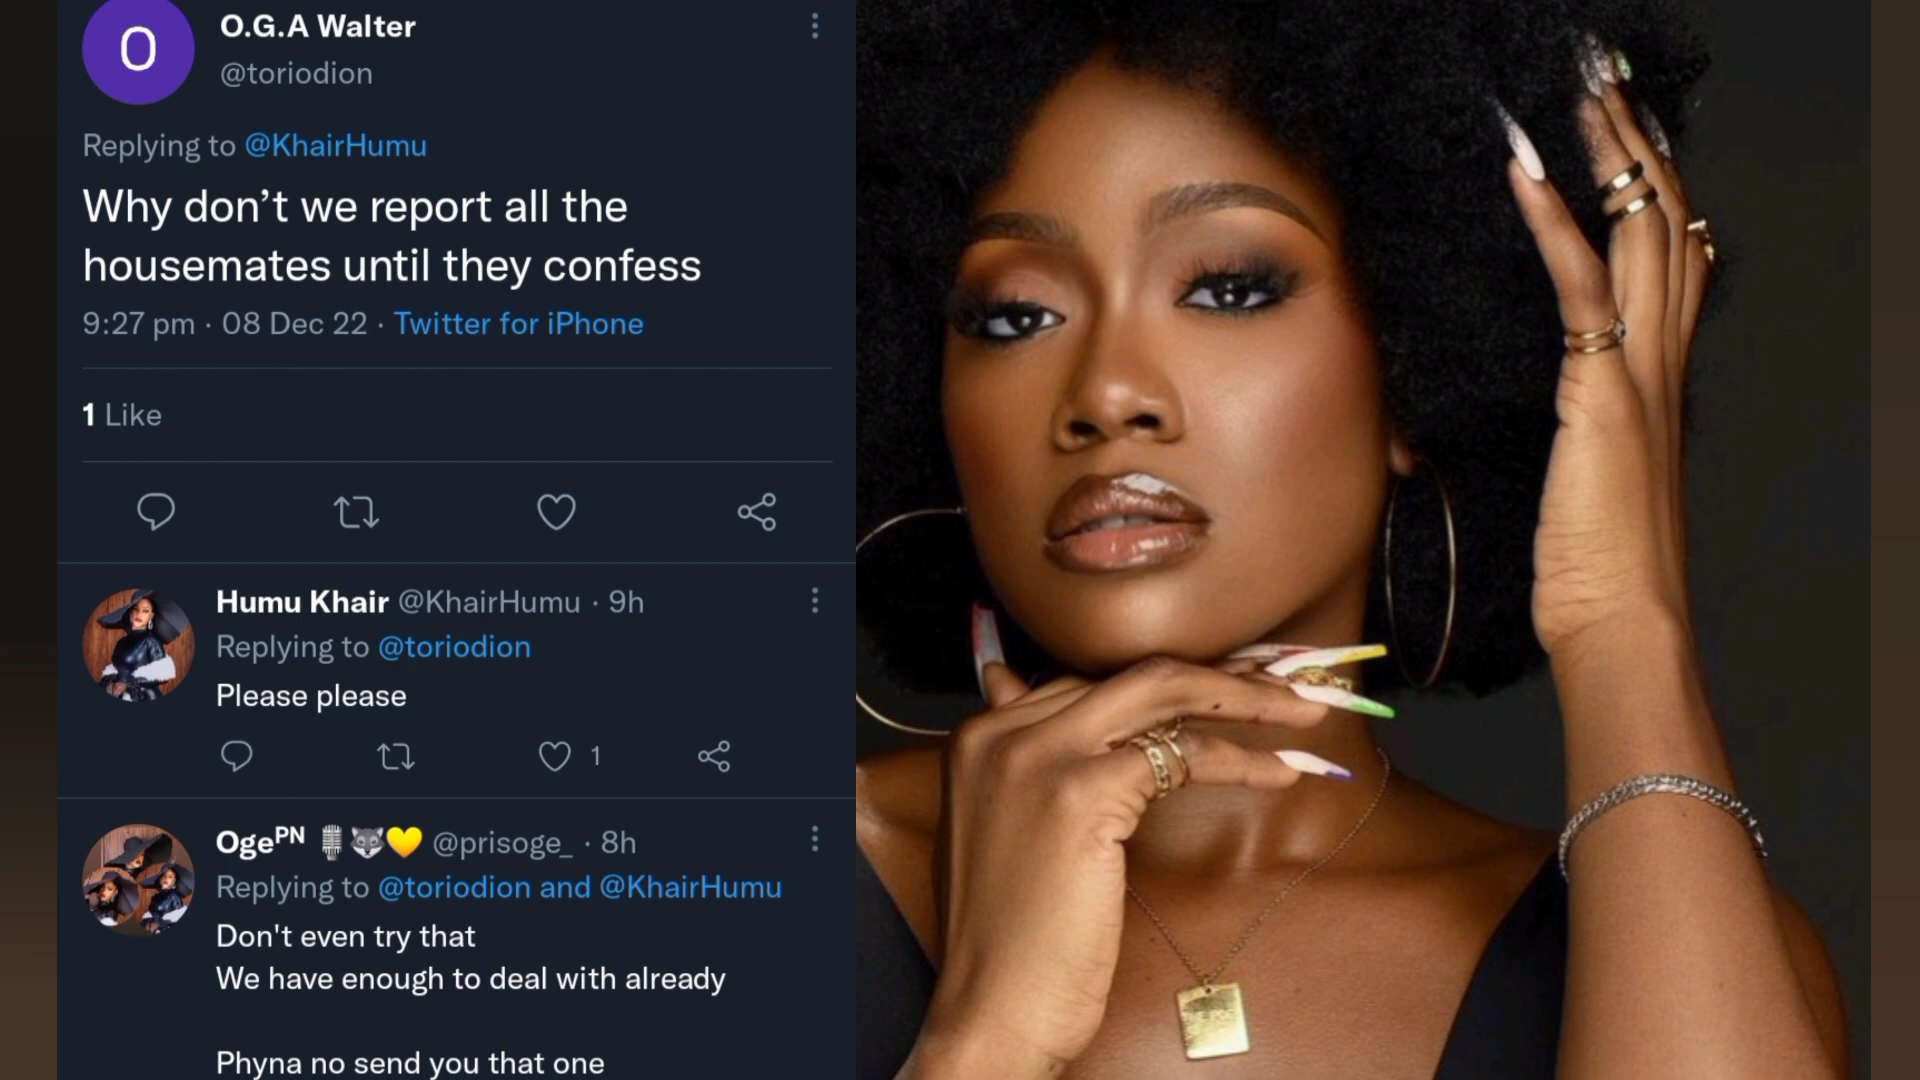 O
O.G.A Walter
@toriodion
Replying to @KhairHumu
Why don’t we report all the
housemates until they confess
9:27 pm · 08 Dec 22 · Twitter for iPhone
1 Like
Humu Khair @KhairHumu · 9h
Replying to @toriodion
Please please
1
Ogeᴾᴺ 🎙️🐺💛 @prisoge_ · 8h
Replying to @toriodion and @KhairHumu
Don't even try that
We have enough to deal with already
Phyna no send you that one